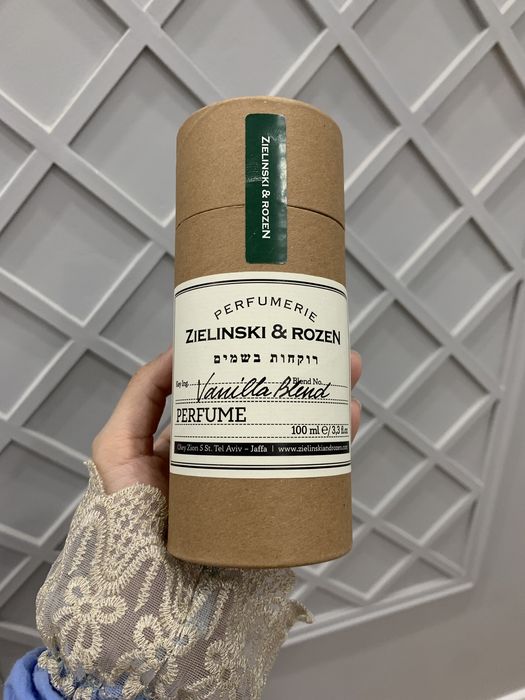 ZIELINSKI & ROZEN
PERFUMERIE
ZIELINSKI & ROZEN
רוקחות בשמים
Key Ing. Vanilla Blend Blend No.
PERFUME
100 ml e/3,3 fl.oz
Oley Zion 5 St. Tel Aviv - Jaffa | www.zielinskiandrozen.com